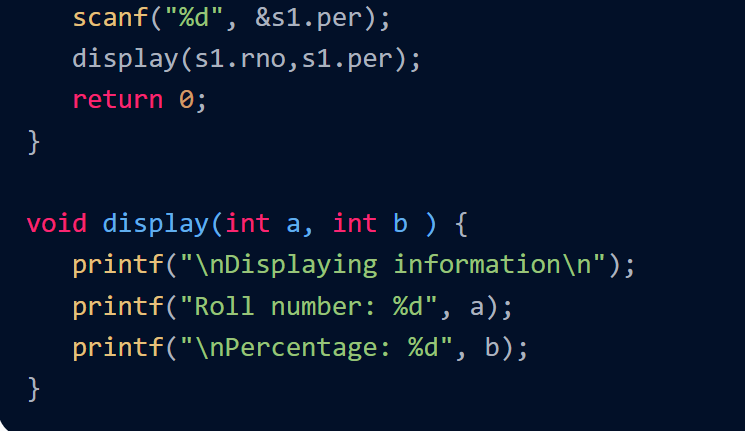 scanf("%d", &s1.per);
display(s1.rno,s1.per);
return 0;
}
void display(int a, int b ) {
printf("\nDisplaying information\n");
printf("Roll number: %d", a);
printf("\nPercentage: %d", b);
}